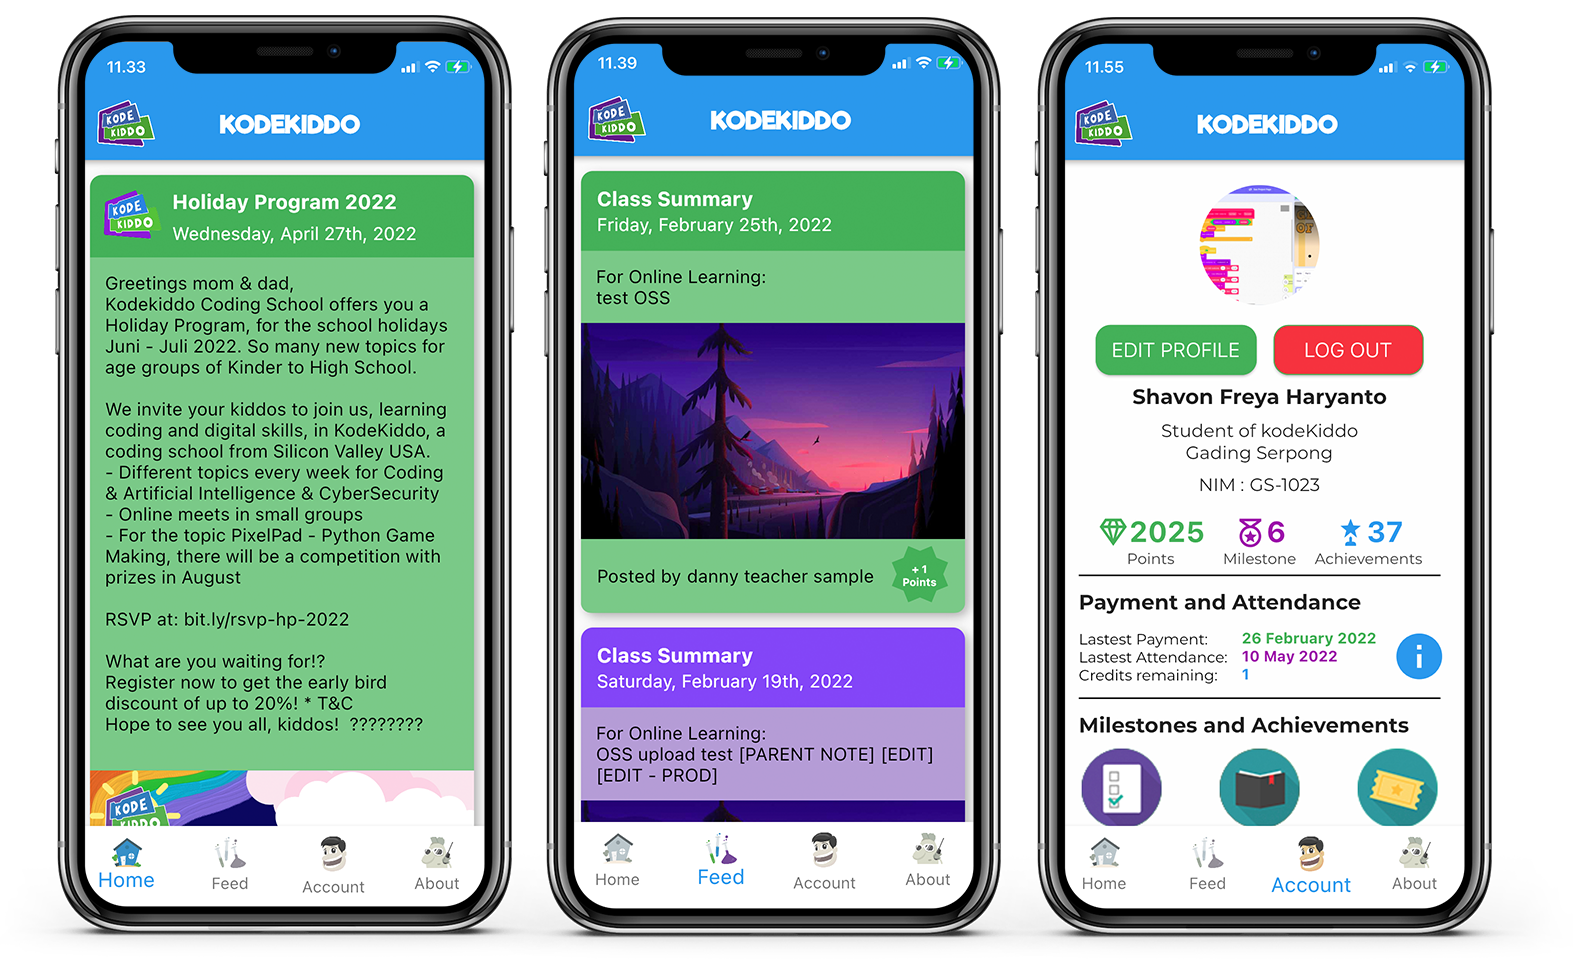 11.33
KODE
KIDDO
KODEKIDDO
KODE
KIDDO
Holiday Program 2022
Wednesday, April 27th, 2022
Greetings mom & dad,
Kodekiddo Coding School offers you a
Holiday Program, for the school holidays
Juni - Juli 2022. So many new topics for
age groups of Kinder to High School.
We invite your kiddos to join us, learning
coding and digital skills, in KodeKiddo, a
coding school from Silicon Valley USA.
- Different topics every week for Coding
& Artificial Intelligence & CyberSecurity
- Online meets in small groups
- For the topic PixelPad - Python Game
Making, there will be a competition with
prizes in August
RSVP at: bit.ly/rsvp-hp-2022
What are you waiting for!?
Register now to get the early bird
discount of up to 20%! * T&C
Hope to see you all, kiddos!  ????????
KODE
KIDDO
Home
Feed
Account
About
11.39
KODE
KIDDO
KODEKIDDO
Class Summary
Friday, February 25th, 2022
For Online Learning:
test OSS
Posted by danny teacher sample
+ 1
Points
Class Summary
Saturday, February 19th, 2022
For Online Learning:
OSS upload test [PARENT NOTE] [EDIT]
[EDIT - PROD]
Home
Feed
Account
About
11.55
KODE
KIDDO
KODEKIDDO
EDIT PROFILE
LOG OUT
Shavon Freya Haryanto
Student of kodeKiddo
Gading Serpong
NIM : GS-1023
2025
Points
6
Milestone
37
Achievements
Payment and Attendance
Lastest Payment: 26 February 2022
Lastest Attendance: 10 May 2022
Credits remaining: 1
i
Milestones and Achievements
Home
Feed
Account
About